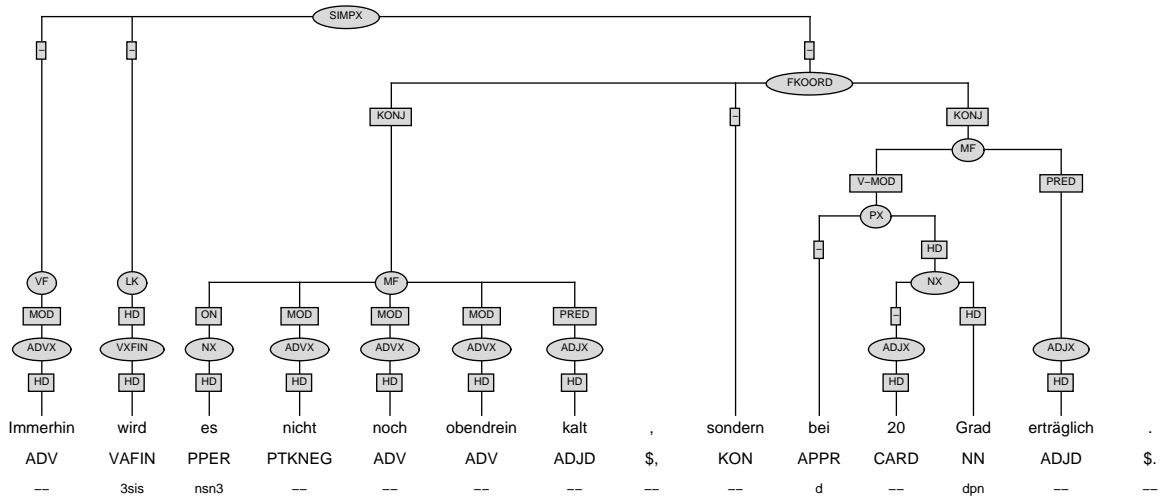 SIMPX
– – –
FKOORD
KONJ – KONJ
MF
V–MOD PRED
PX
– HD
VF LK MF NX
MOD HD ON MOD MOD MOD PRED – HD
ADVX VXFIN NX ADVX ADVX ADVX ADJX ADJX ADJX
HD HD HD HD HD HD HD HD HD
Immerhin wird es nicht noch obendrein kalt , sondern bei 20 Grad erträglich .
ADV VAFIN PPER PTKNEG ADV ADV ADJD $, KON APPR CARD NN ADJD $.
–– 3sis nsn3 –– –– –– –– –– –– d –– dpn –– ––